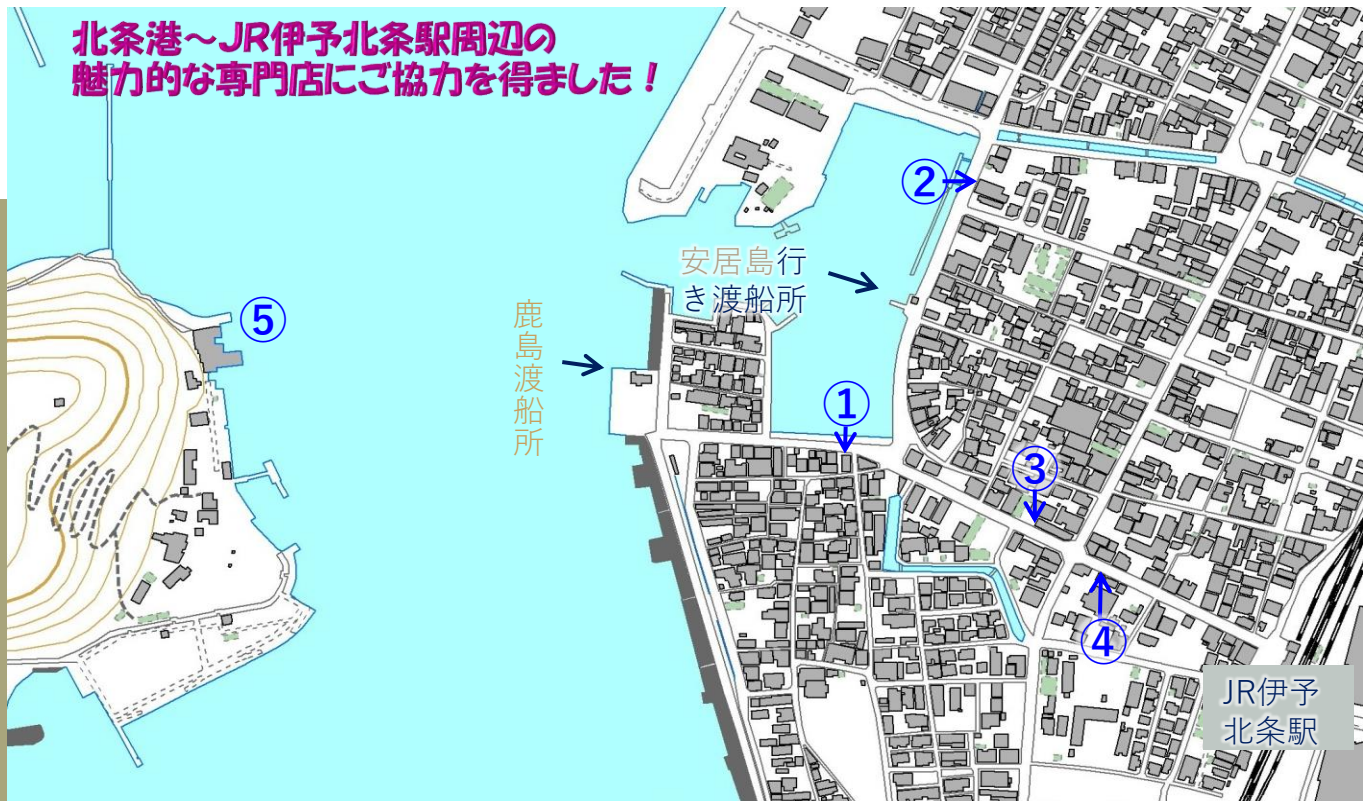 北条港～JR伊予北条駅周辺の
魅力的な専門店にご協力を得ました！
②
安居島行
き渡船所
⑤
鹿島渡船所
①
③
④
JR伊予
北条駅